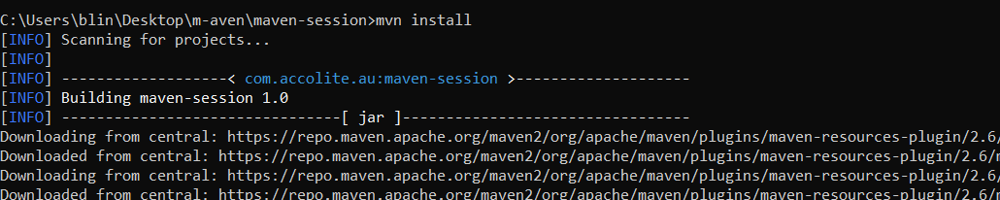 C:\Users\blin\Desktop\m-aven\maven-session>mvn install
[INFO] Scanning for projects...
[INFO]
[INFO] -------------------< com.accolite.au:maven-session >--------------------
[INFO] Building maven-session 1.0
[INFO] --------------------------------[ jar ]---------------------------------
Downloading from central: https://repo.maven.apache.org/maven2/org/apache/maven/plugins/maven-resources-plugin/2.6/
Downloaded from central: https://repo.maven.apache.org/maven2/org/apache/maven/plugins/maven-resources-plugin/2.6/
Downloading from central: https://repo.maven.apache.org/maven2/org/apache/maven/plugins/maven-resources-plugin/2.6/
Downloaded from central: https://repo.maven.apache.org/maven2/org/apache/maven/plugins/maven-resources-plugin/2.6/